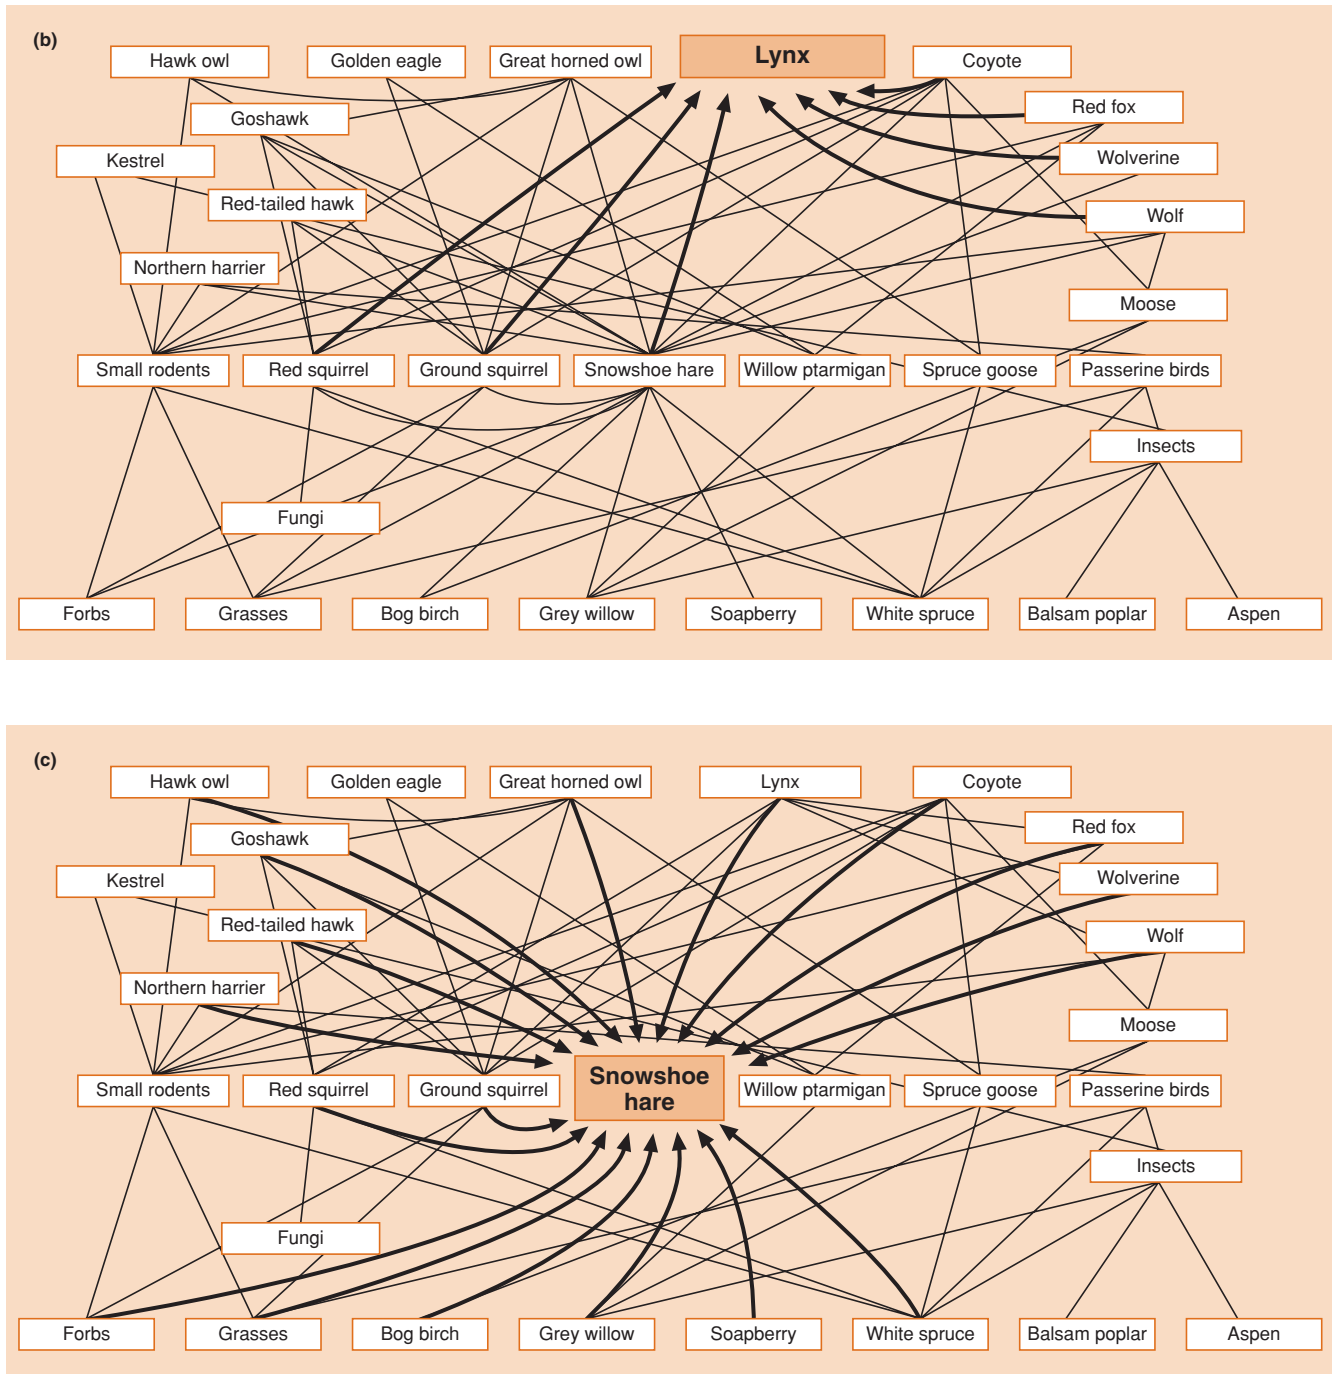 (b)
Hawk owl
Golden eagle
Great horned owl
Lynx
Coyote
Red fox
Goshawk
Kestrel
Wolverine
Red-tailed hawk
Wolf
Northern harrier
Moose
Small rodents
Red squirrel
Ground squirrel
Snowshoe hare
Willow ptarmigan
Spruce goose
Passerine birds
Insects
Fungi
Forbs
Grasses
Bog birch
Grey willow
Soapberry
White spruce
Balsam poplar
Aspen
(c)
Hawk owl
Golden eagle
Great horned owl
Lynx
Coyote
Red fox
Goshawk
Kestrel
Wolverine
Red-tailed hawk
Wolf
Northern harrier
Moose
Small rodents
Red squirrel
Ground squirrel
Snowshoe
hare
Willow ptarmigan
Spruce goose
Passerine birds
Insects
Fungi
Forbs
Grasses
Bog birch
Grey willow
Soapberry
White spruce
Balsam poplar
Aspen